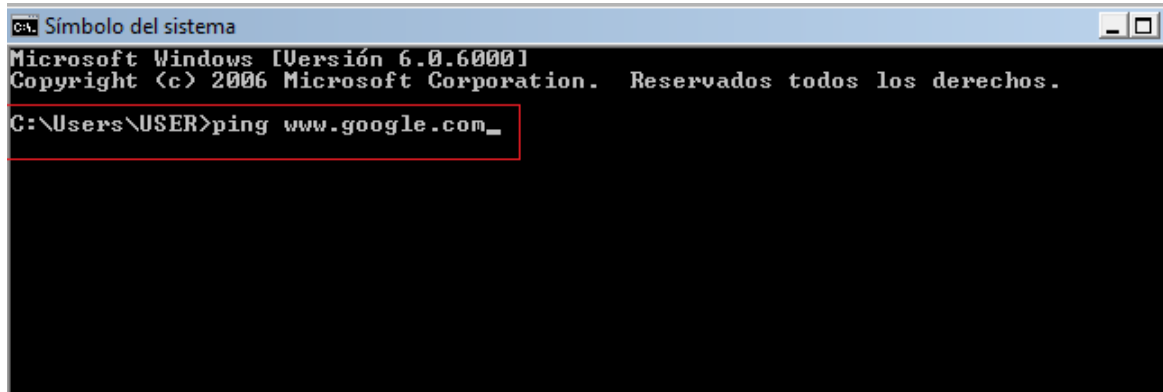 Símbolo del sistema
Microsoft Windows [Versión 6.0.6000]
Copyright (c) 2006 Microsoft Corporation.  Reservados todos los derechos.
C:\Users\USER>ping www.google.com_